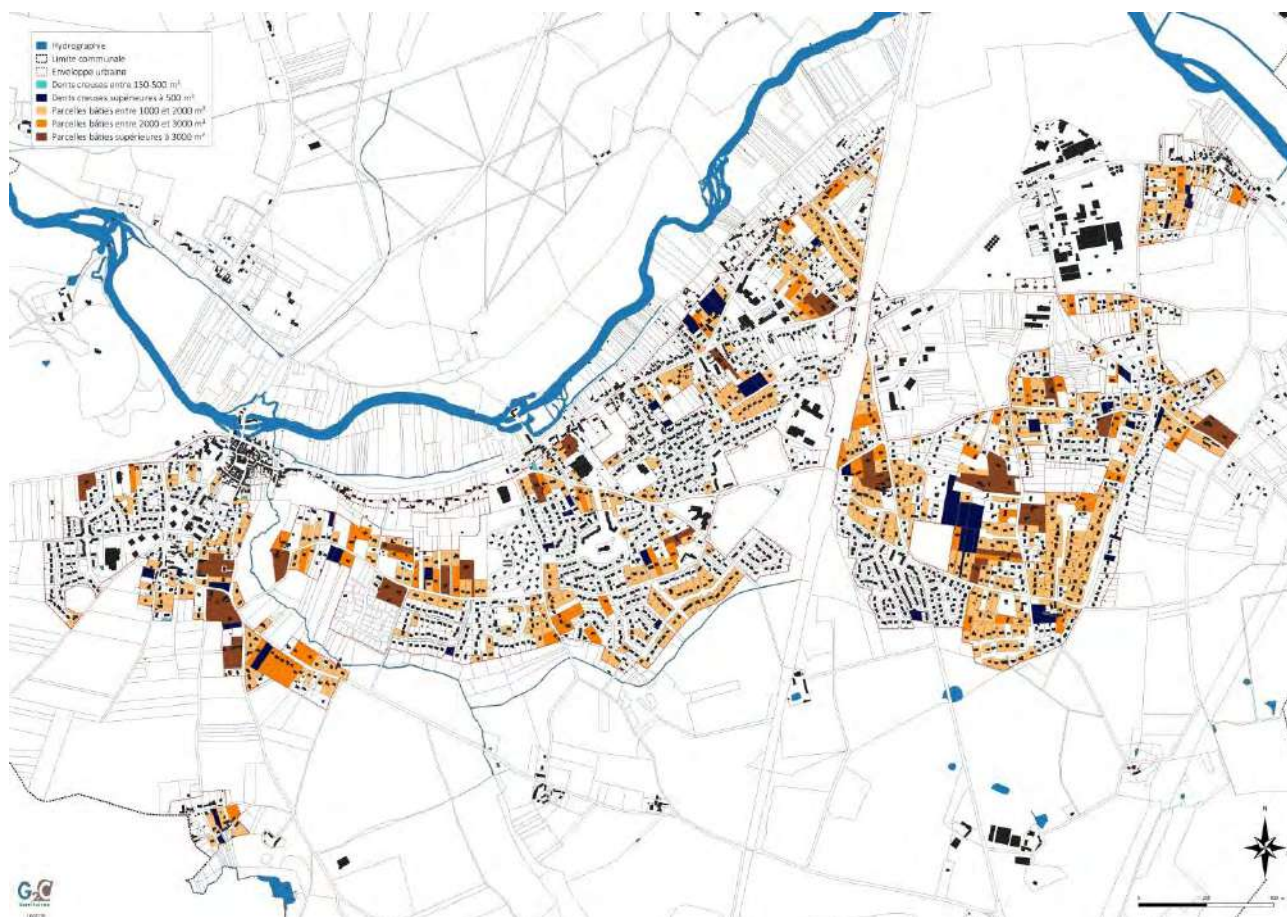 Hydrographie
Limite communale
Enveloppe urbaine
Dents creuses entre 150-500 m²
Dents creuses supérieures à 500 m²
Parcelles bâties entre 1000 et 2000 m²
Parcelles bâties entre 2000 et 3000 m²
Parcelles bâties supérieures à 3000 m²
N
G2C